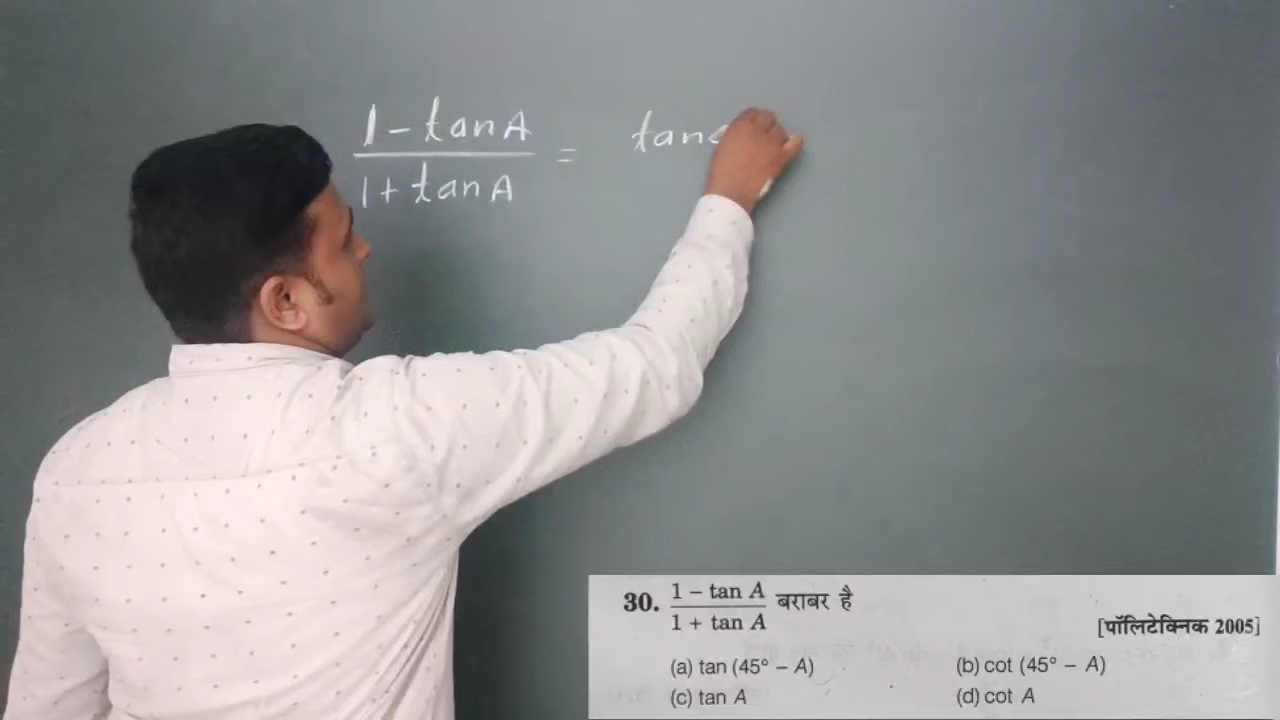 1 - tan A
1 + tan A
=
tan
30. 1 – tan A
1 + tan A
बराबर है
[पॉलिटेक्निक 2005]
(a) tan (45° – A) (b) cot (45° – A)
(c) tan A (d) cot A